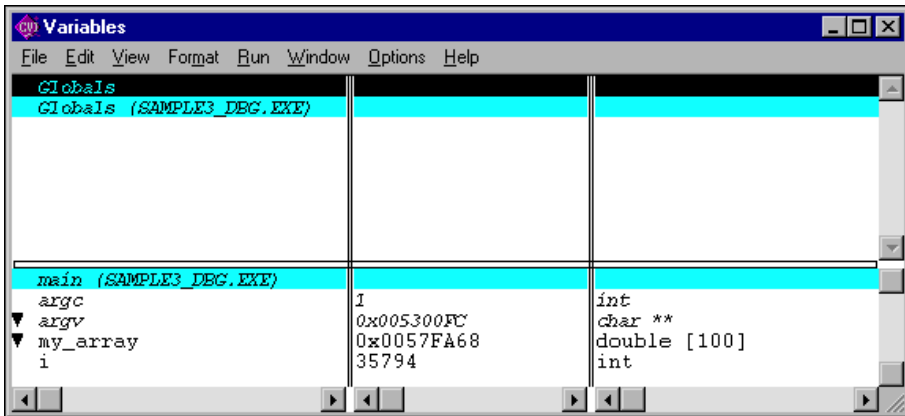 cvi Variables
File Edit View Format Run Window Options Help
Globals
Globals (SAMPLE3_DBG.EXE)
main (SAMPLE3_DBG.EXE)
argc 1 int
argv 0x005300FC char **
my_array 0x0057FA68 double [100]
i 35794 int